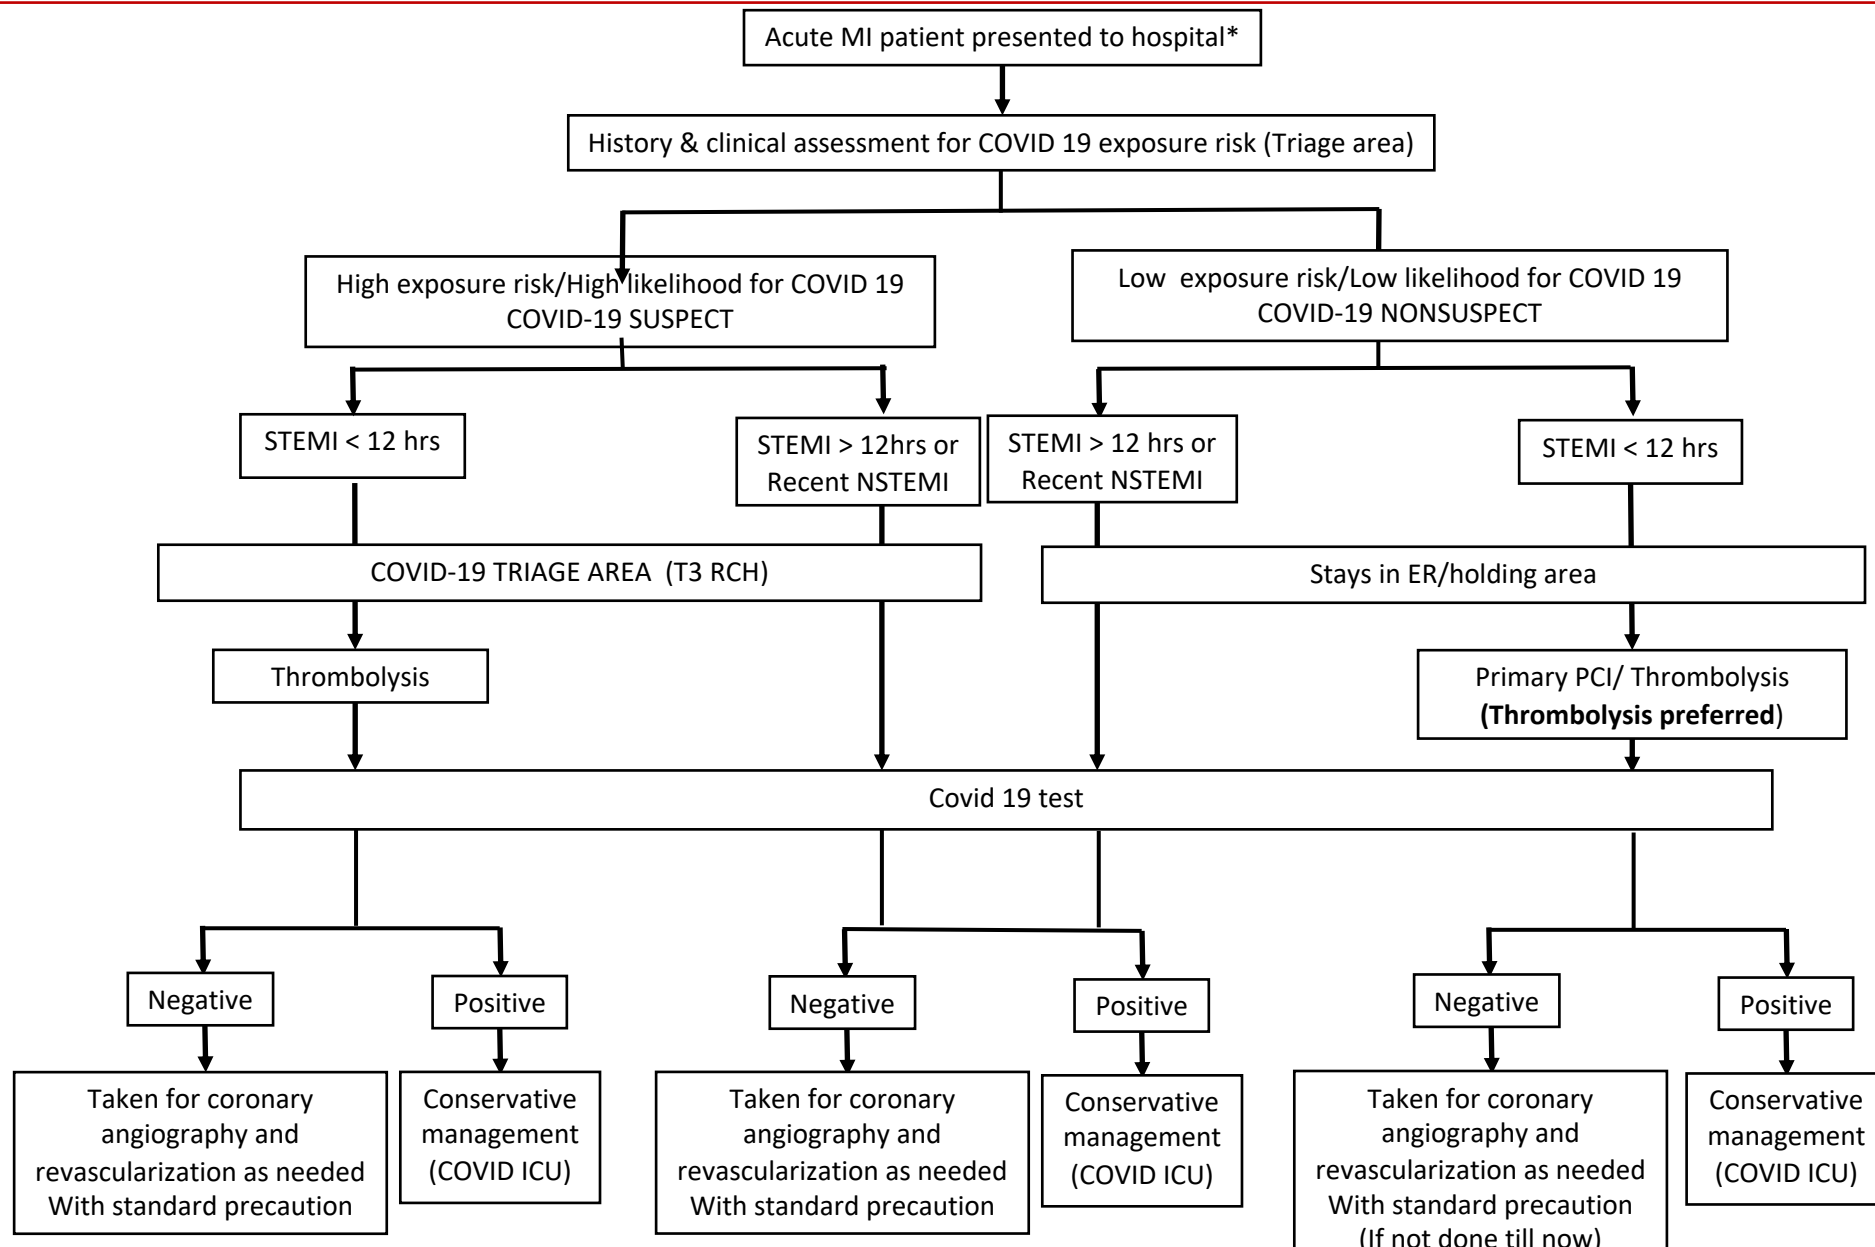 Acute MI patient presented to hospital*
History & clinical assessment for COVID 19 exposure risk (Triage area)
High exposure risk/High likelihood for COVID 19
COVID-19 SUSPECT
Low exposure risk/Low likelihood for COVID 19
COVID-19 NONSUSPECT
STEMI < 12 hrs
STEMI > 12hrs or
Recent NSTEMI
STEMI > 12 hrs or
Recent NSTEMI
STEMI < 12 hrs
COVID-19 TRIAGE AREA (T3 RCH)
Stays in ER/holding area
Thrombolysis
Primary PCI/ Thrombolysis
(Thrombolysis preferred)
Covid 19 test
Negative
Positive
Negative
Positive
Negative
Positive
Taken for coronary
angiography and
revascularization as needed
With standard precaution
Conservative
management
(COVID ICU)
Taken for coronary
angiography and
revascularization as needed
With standard precaution
Conservative
management
(COVID ICU)
Taken for coronary
angiography and
revascularization as needed
With standard precaution
(If not done till now)
Conservative
management
(COVID ICU)